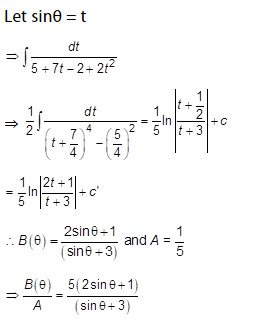 Let sinθ = t
⇒ ∫ dt / (5 + 7t − 2 + 2t²)
⇒ 1/2 ∫ dt / ((t + 7/4)⁴ − (5/4)²) = 1/5 ln |(t + 1/2) / (t + 3)| + c
= 1/5 ln |(2t + 1) / (t + 3)| + c'
∴ B(θ) = (2sinθ + 1) / (sinθ + 3) and A = 1/5
⇒ B(θ) / A = 5(2sinθ + 1) / (sinθ + 3)